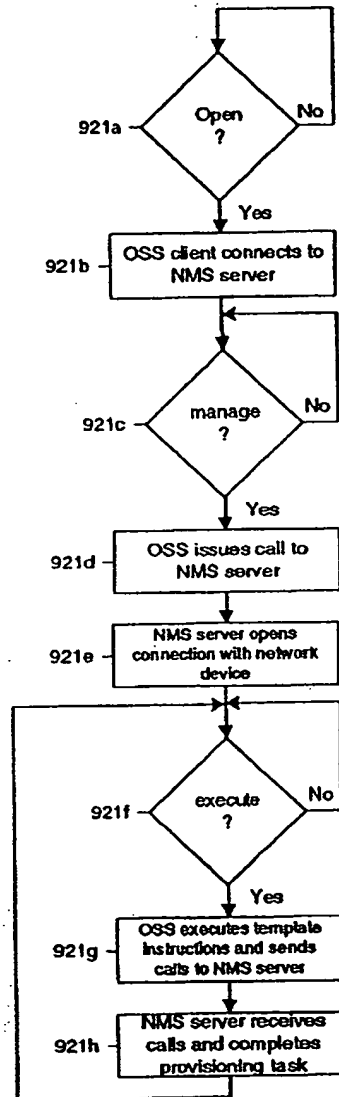 No
Open
?
921a
Yes
OSS client connects to
NMS server
921b
No
manage
?
921c
Yes
OSS issues call to
NMS server
921d
NMS server opens
connection with network
device
921e
No
execute
?
921f
Yes
OSS executes template
instructions and sends
calls to NMS server
921g
NMS server receives
calls and completes
provisioning task
921h